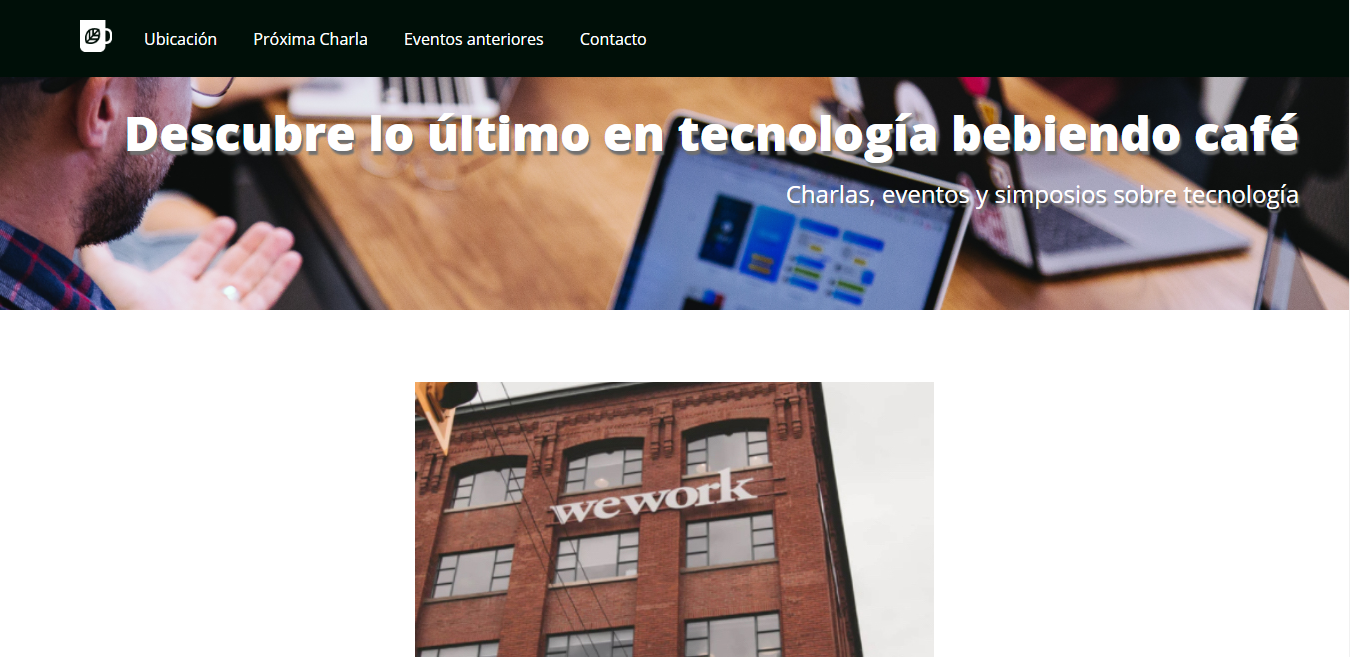 Ubicación Próxima Charla Eventos anteriores Contacto
Descubre lo último en tecnología bebiendo café
Charlas, eventos y simposios sobre tecnología
wework